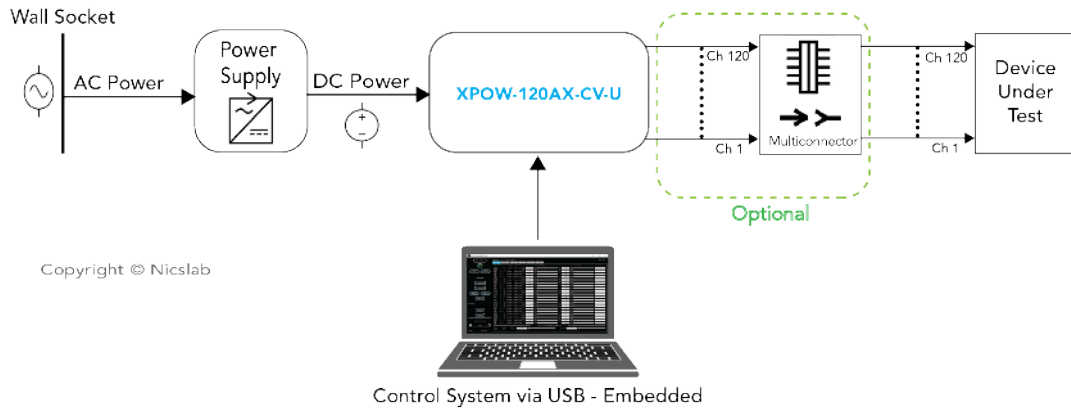 Wall Socket
AC Power
Power
Supply
DC Power
XPOW-120AX-CV-U
Ch 120
Ch 1
Multiconnector
Ch 120
Ch 1
Device
Under
Test
Optional
Copyright © Nicslab
Control System via USB - Embedded